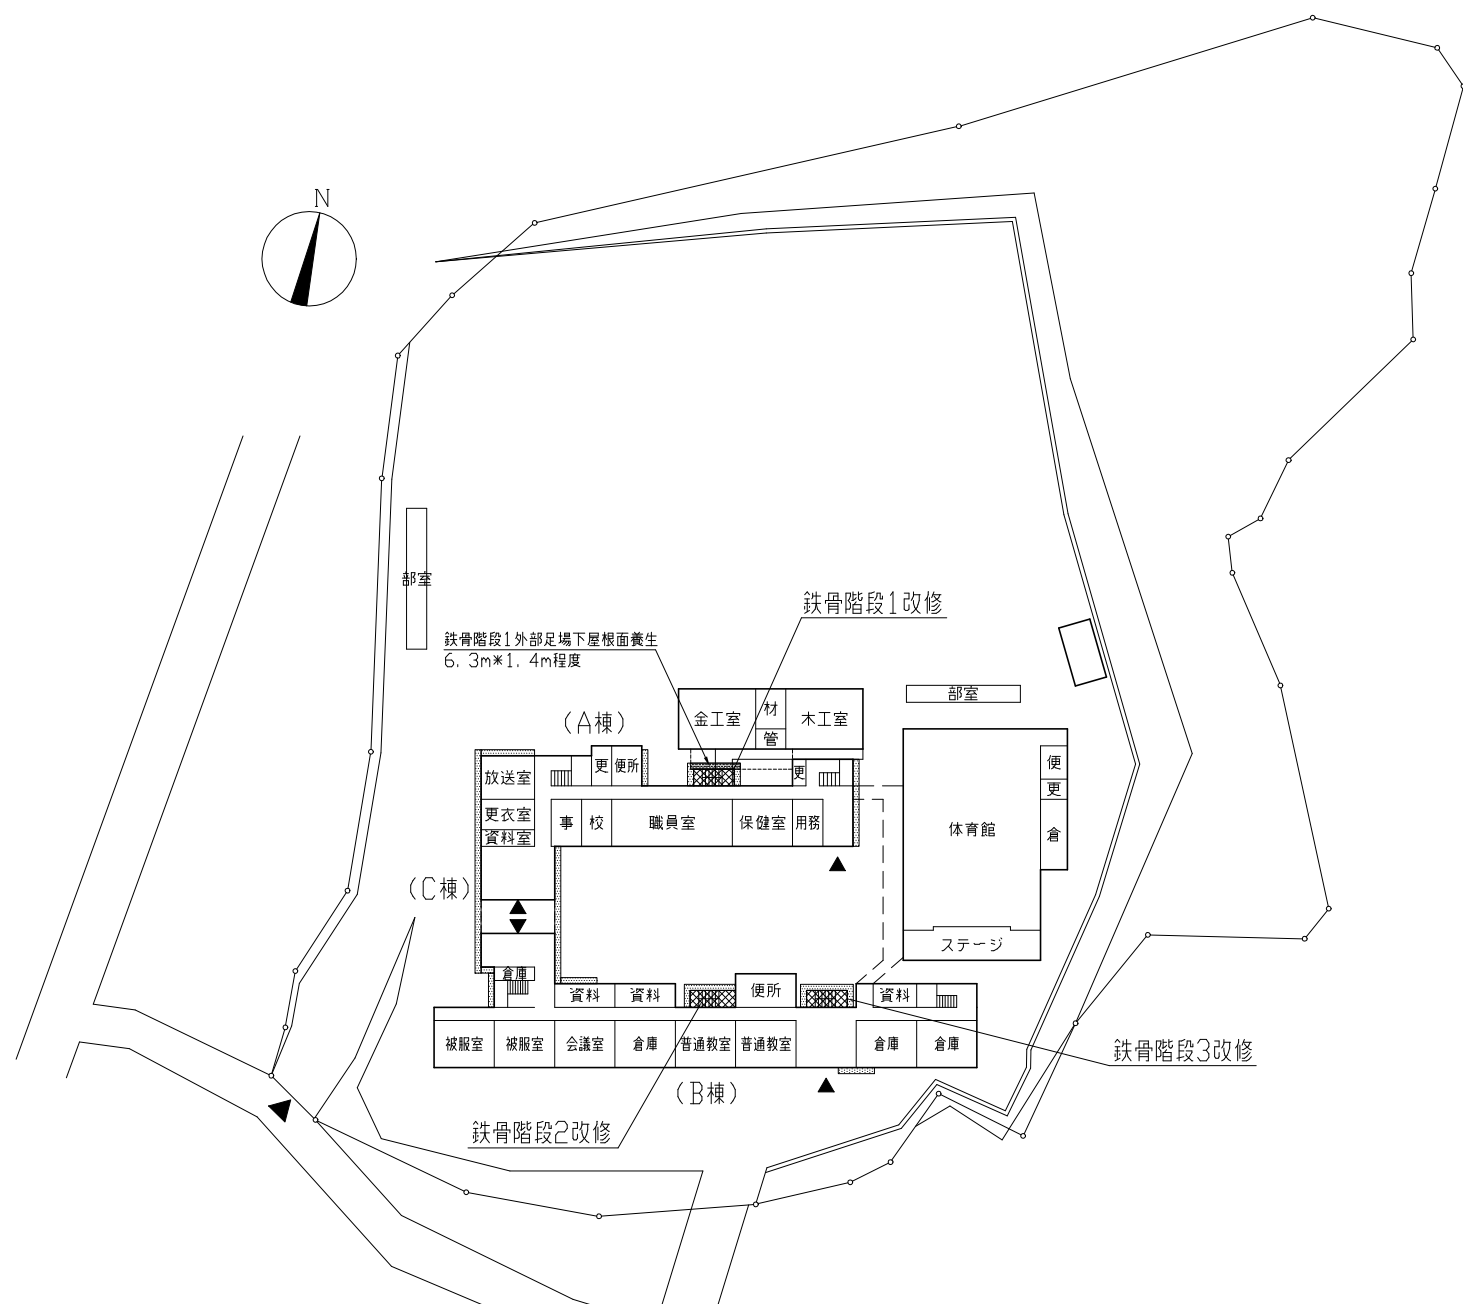 N
部室
鉄骨階段1改修
鉄骨階段1外部足場下屋根面養生
6.3m*1.4m程度
部室
金工室
材
管
木工室
(A棟)
放送室
更
便所
更
便
更
倉
更衣室
資料室
事
校
職員室
保健室
用務
体育館
(C棟)
ステージ
倉庫
資料
資料
便所
資料
被服室
被服室
会議室
倉庫
普通教室
普通教室
倉庫
倉庫
鉄骨階段3改修
(B棟)
鉄骨階段2改修